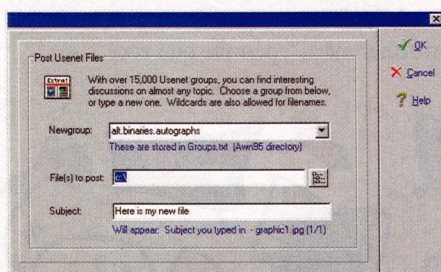 Post Usenet Files
Extra!
With over 15,000 Usenet groups, you can find interesting
discussions on almost any topic. Choose a group from below,
or type a new one. Wildcards are also allowed for filenames.
Newgroup: alt.binaries.autographs
These are stored in Groups.txt (Awn95 directory)
File(s) to post: c:\
Subject: Here is my new file
Will appear: Subject you typed in - graphic1.jpg (1/1)
OK
Cancel
Help